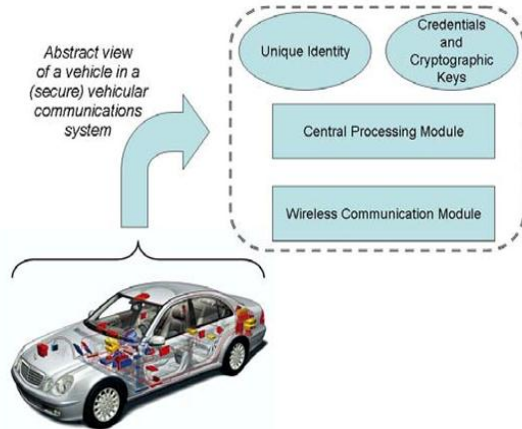 Abstract view
of a vehicle in a
(secure) vehicular
communications
system
Unique Identity
Credentials
and
Cryptographic
Keys
Central Processing Module
Wireless Communication Module